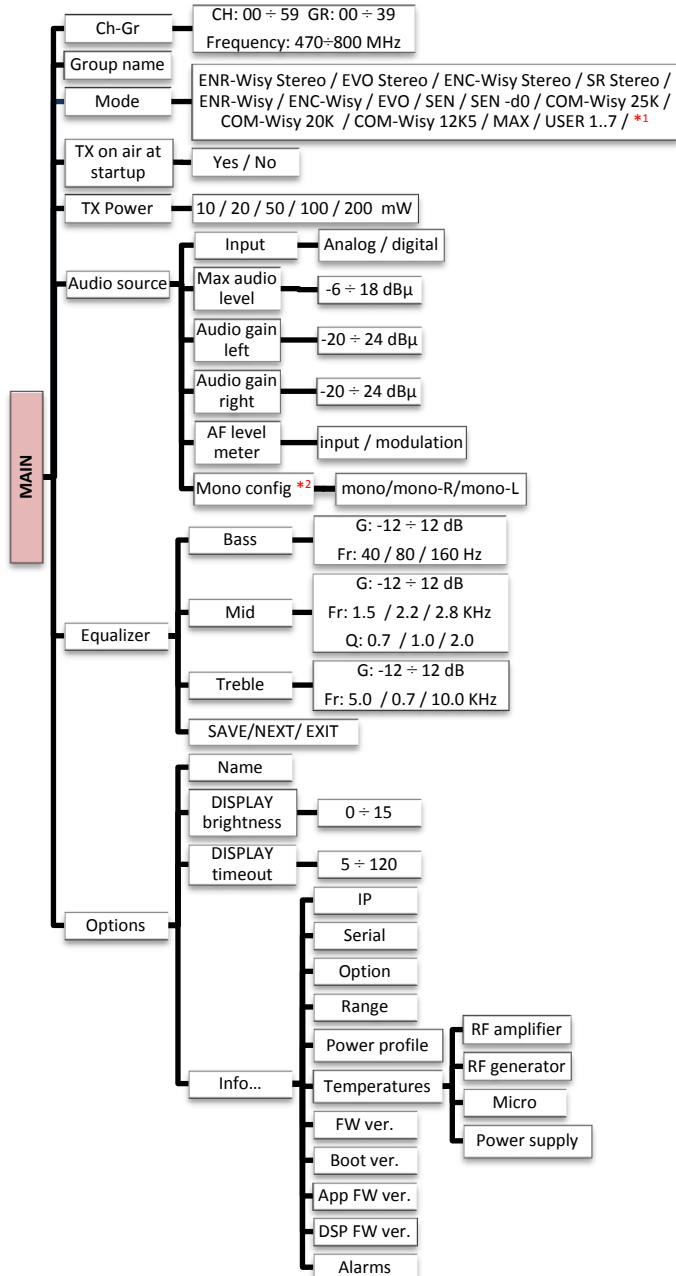 MAIN
Ch-Gr
CH: 00 ÷ 59 GR: 00 ÷ 39
Frequency: 470÷800 MHz
Group name
Mode
ENR-Wisy Stereo / EVO Stereo / ENC-Wisy Stereo / SR Stereo /
ENR-Wisy / ENC-Wisy / EVO / SEN / SEN -d0 / COM-Wisy 25K /
COM-Wisy 20K / COM-Wisy 12K5 / MAX / USER 1..7 / *1
TX on air at
startup
Yes / No
TX Power
10 / 20 / 50 / 100 / 200 mW
Audio source
Input
Analog / digital
Max audio
level
-6 ÷ 18 dBµ
Audio gain
left
-20 ÷ 24 dBµ
Audio gain
right
-20 ÷ 24 dBµ
AF level
meter
input / modulation
Mono config *2
mono/mono-R/mono-L
Equalizer
Bass
G: -12 ÷ 12 dB
Fr: 40 / 80 / 160 Hz
Mid
G: -12 ÷ 12 dB
Fr: 1.5 / 2.2 / 2.8 KHz
Q: 0.7 / 1.0 / 2.0
Treble
G: -12 ÷ 12 dB
Fr: 5.0 / 0.7 / 10.0 KHz
SAVE/NEXT/ EXIT
Options
Name
DISPLAY
brightness
0 ÷ 15
DISPLAY
timeout
5 ÷ 120
Info...
IP
Serial
Option
Range
Power profile
Temperatures
RF amplifier
RF generator
Micro
Power supply
FW ver.
Boot ver.
App FW ver.
DSP FW ver.
Alarms